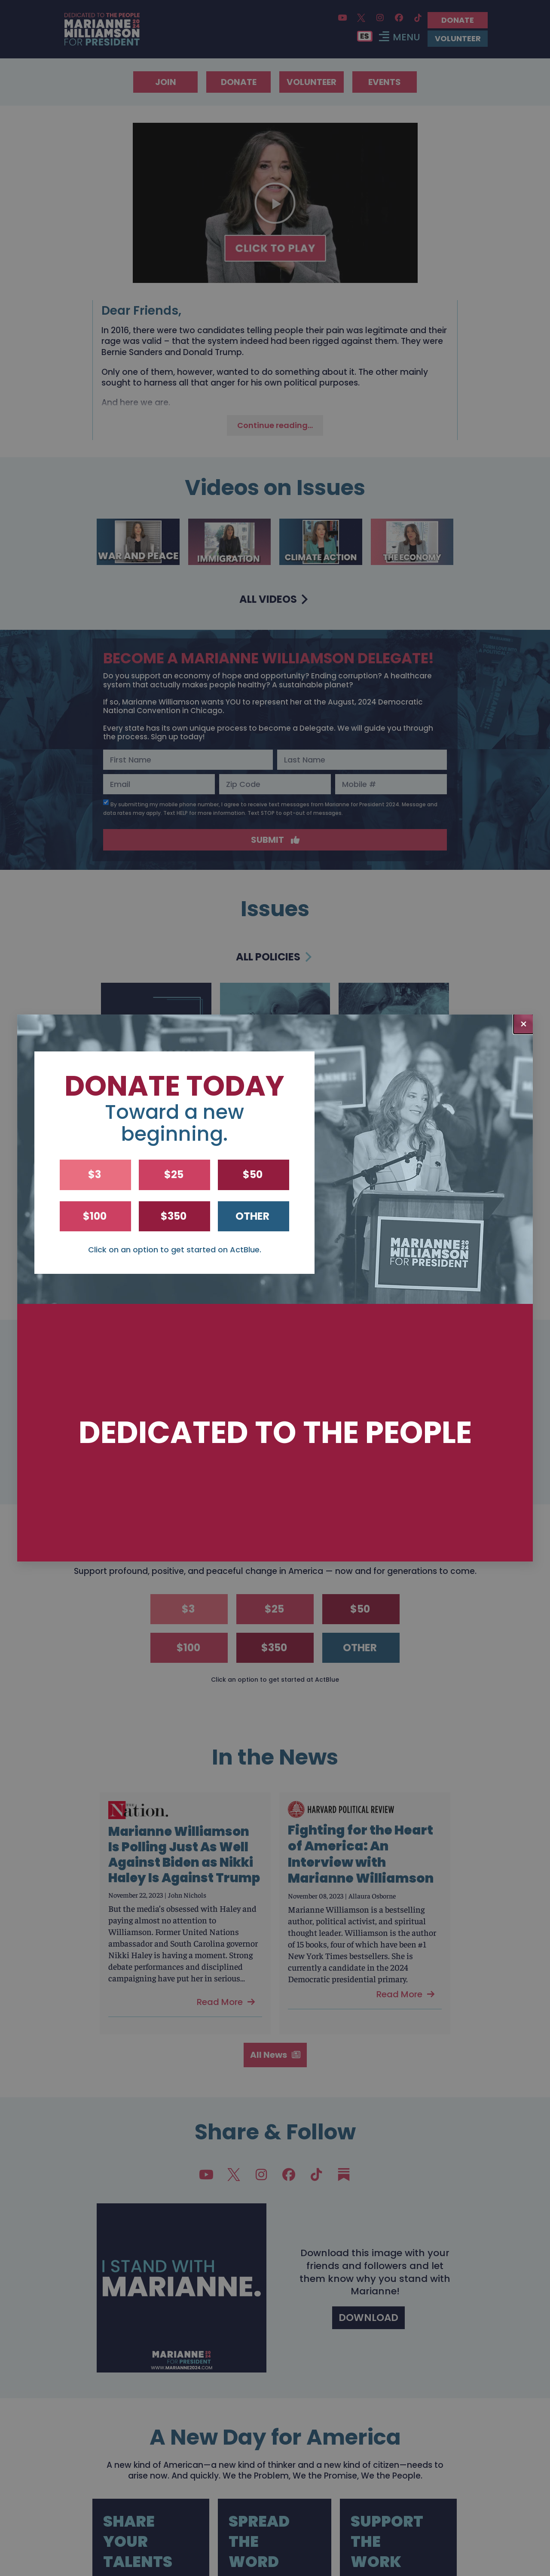 DEDICATED TO THE PEOPLE
MARIANNE 2024
WILLIAMSON
FOR PRESIDENT
DONATE
ES
MENU
VOLUNTEER
JOIN
DONATE
VOLUNTEER
EVENTS
CLICK TO PLAY
Dear Friends,
In 2016, there were two candidates telling people their pain was legitimate and their
rage was valid – that the system indeed had been rigged against them. They were
Bernie Sanders and Donald Trump.
Only one of them, however, wanted to do something about it. The other mainly
sought to harness all that anger for his own political purposes.
And here we are.
Continue reading...
Videos on Issues
WAR AND PEACE
IMMIGRATION
CLIMATE ACTION
THE ECONOMY
ALL VIDEOS
BECOME A MARIANNE WILLIAMSON DELEGATE!
Do you support an economy of hope and opportunity? Ending corruption? A healthcare
system that actually makes people healthy? A sustainable planet?
If so, Marianne Williamson wants YOU to represent her at the August, 2024 Democratic
National Convention in Chicago.
Every state has its own unique process to become a Delegate. We will guide you through
the process. Sign up today!
First Name
Last Name
Email
Zip Code
Mobile #
By submitting my mobile phone number, I agree to receive text messages from Marianne for President 2024. Message and
data rates may apply. Text HELP for more information. Text STOP to opt-out of messages.
SUBMIT
Issues
ALL POLICIES
×
DONATE TODAY
Toward a new
beginning.
$3
$25
$50
$100
$350
OTHER
Click on an option to get started on ActBlue.
MARIANNE 2024
WILLIAMSON
FOR PRESIDENT
DEDICATED TO THE PEOPLE
Support profound, positive, and peaceful change in America — now and for generations to come.
$3
$25
$50
$100
$350
OTHER
Click an option to get started at ActBlue
In the News
The Nation.
Marianne Williamson
Is Polling Just As Well
Against Biden as Nikki
Haley Is Against Trump
November 22, 2023 | John Nichols
But the media's obsessed with Haley and
paying almost no attention to
Williamson. Former United Nations
ambassador and South Carolina governor
Nikki Haley is having a moment. Strong
debate performances and disciplined
campaigning have put her in serious...
Read More
HARVARD POLITICAL REVIEW
Fighting for the Heart
of America: An
Interview with
Marianne Williamson
November 08, 2023 | Allaura Osborne
Marianne Williamson is a bestselling
author, political activist, and spiritual
thought leader. Williamson is the author
of 15 books, four of which have been #1
New York Times bestsellers. She is
currently a candidate in the 2024
Democratic presidential primary.
Read More
All News
Share & Follow
I STAND WITH
MARIANNE.
MARIANNE 2024
FOR PRESIDENT
WWW.MARIANNE2024.COM
Download this image with your
friends and followers and let
them know why you stand with
Marianne!
DOWNLOAD
A New Day for America
A new kind of American—a new kind of thinker and a new kind of citizen—needs to
arise now. And quickly. We the Problem, We the Promise, We the People.
SHARE
YOUR
TALENTS
SPREAD
THE
WORD
SUPPORT
THE
WORK